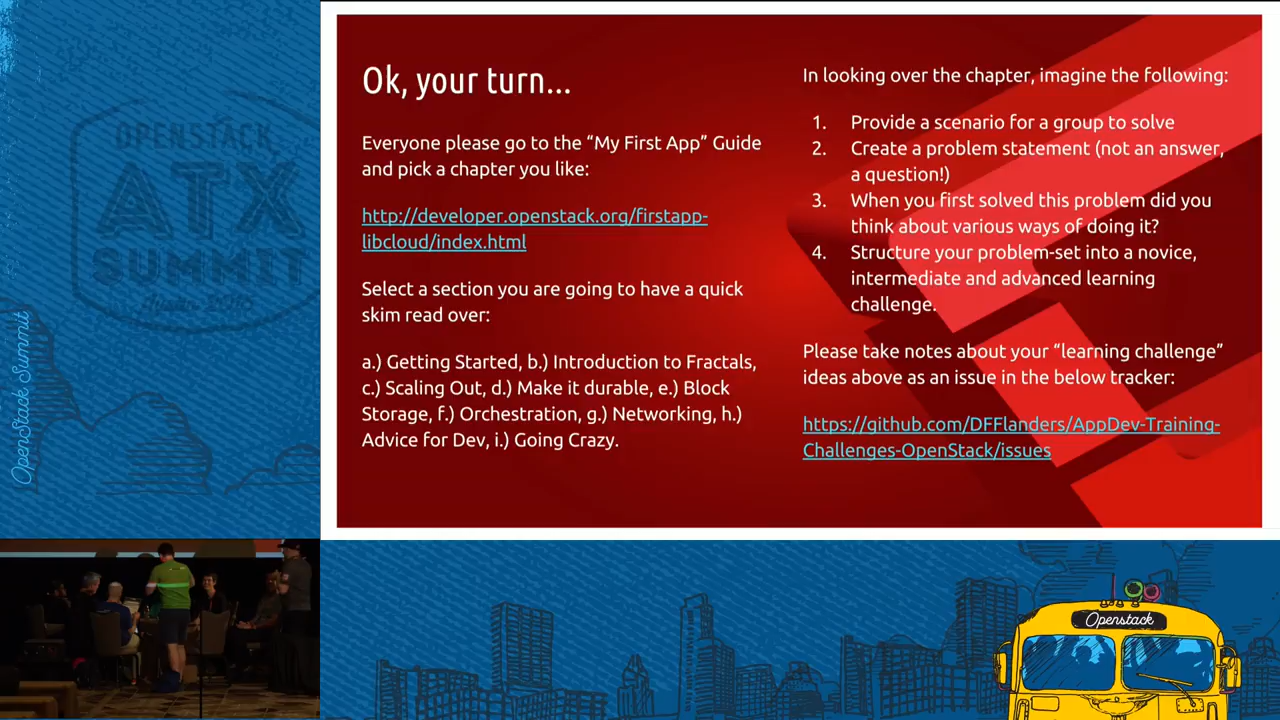 OPENSTACK
ATX
SUMMIT
OpenStack Summit
Ok, your turn...
Everyone please go to the “My First App” Guide
and pick a chapter you like:
http://developer.openstack.org/firstapp-
libcloud/index.html
Select a section you are going to have a quick
skim read over:
a.) Getting Started, b.) Introduction to Fractals,
c.) Scaling Out, d.) Make it durable, e.) Block
Storage, f.) Orchestration, g.) Networking, h.)
Advice for Dev, i.) Going Crazy.
In looking over the chapter, imagine the following:
1. Provide a scenario for a group to solve
2. Create a problem statement (not an answer,
a question!)
3. When you first solved this problem did you
think about various ways of doing it?
4. Structure your problem-set into a novice,
intermediate and advanced learning
challenge.
Please take notes about your “learning challenge”
ideas above as an issue in the below tracker:
https://github.com/DFFlanders/AppDev-Training-
Challenges-OpenStack/issues
Openstack